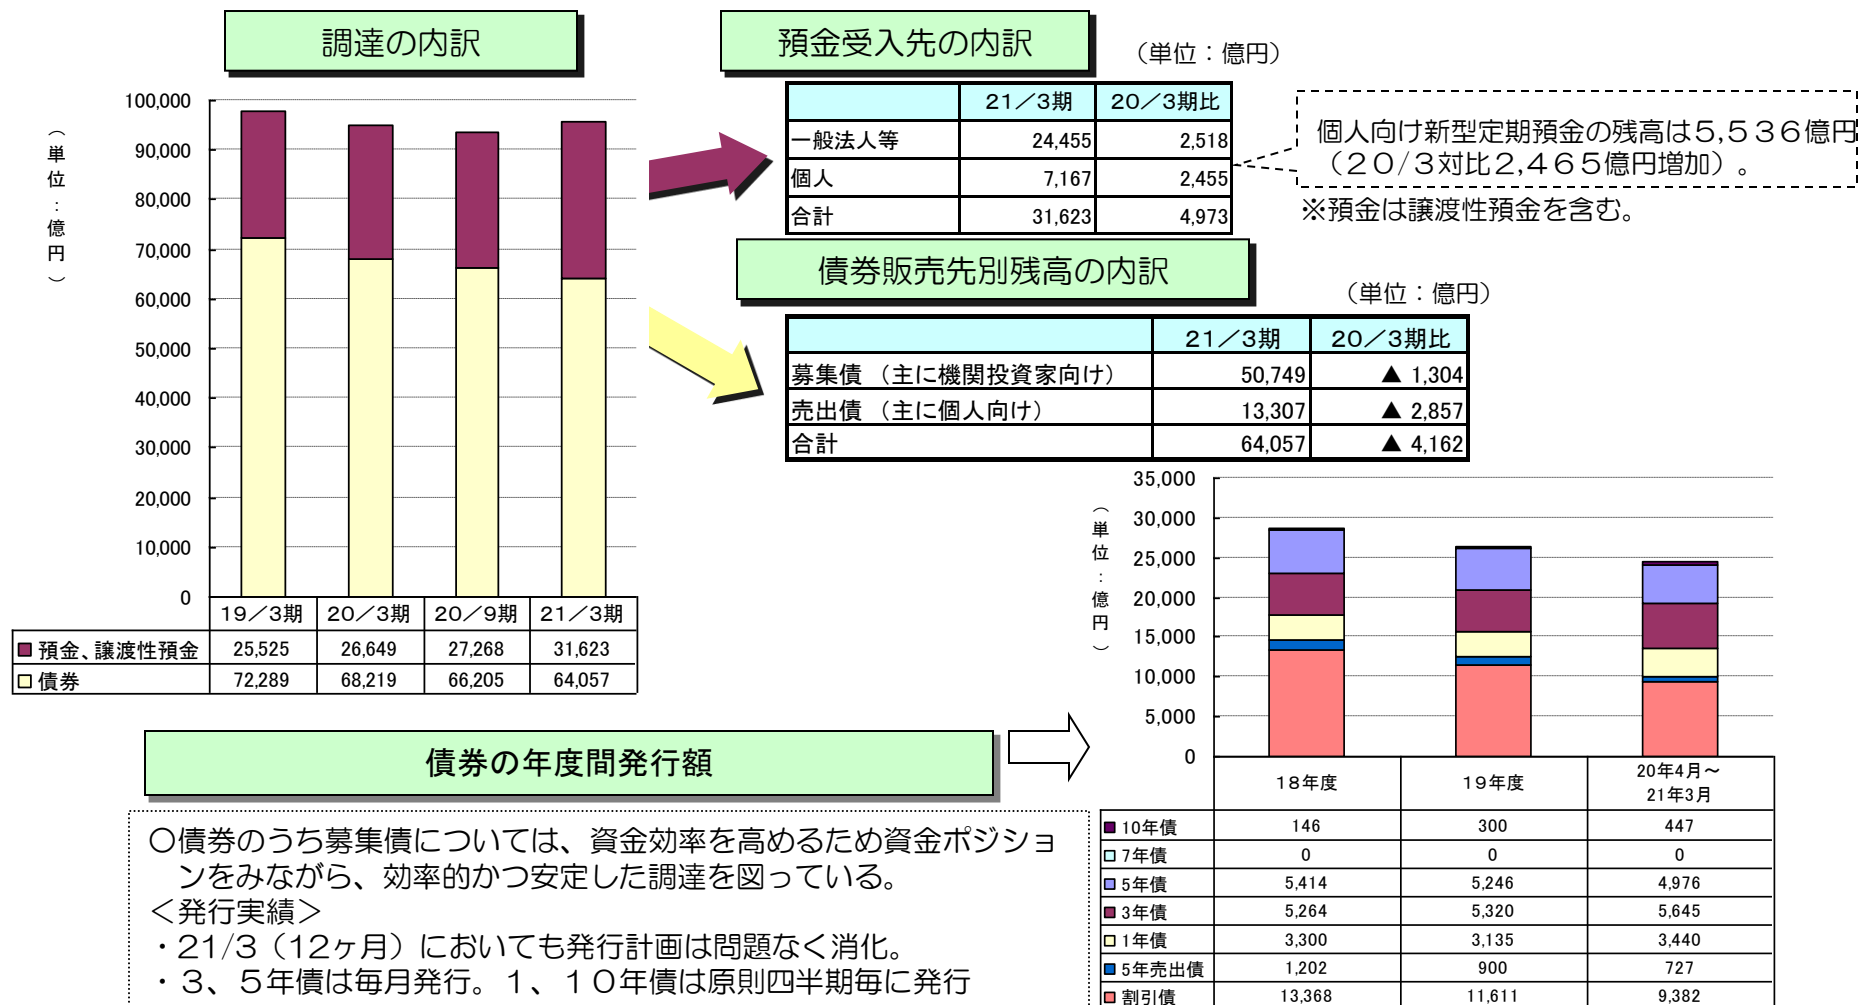 調達の内訳
（単位：億円）
100,000
90,000
80,000
70,000
60,000
50,000
40,000
30,000
20,000
10,000
0
19／3期 20／3期 20／9期 21／3期
預金、譲渡性預金 25,525 26,649 27,268 31,623
債券 72,289 68,219 66,205 64,057
預金受入先の内訳
（単位：億円）
21／3期 20／3期比
一般法人等 24,455 2,518
個人 7,167 2,455
合計 31,623 4,973
個人向け新型定期預金の残高は5,536億円
（20/3対比2,465億円増加）。
※預金は譲渡性預金を含む。
債券販売先別残高の内訳
（単位：億円）
21／3期 20／3期比
募集債 （主に機関投資家向け） 50,749 ▲ 1,304
売出債 （主に個人向け） 13,307 ▲ 2,857
合計 64,057 ▲ 4,162
債券の年度間発行額
〇債券のうち募集債については、資金効率を高めるため資金ポジショ
ンをみながら、効率的かつ安定した調達を図っている。
＜発行実績＞
・21/3（12ヶ月）においても発行計画は問題なく消化。
・３、５年債は毎月発行。１、１０年債は原則四半期毎に発行
（単位：億円）
35,000
30,000
25,000
20,000
15,000
10,000
5,000
0
18年度 19年度 20年4月～
21年3月
10年債 146 300 447
7年債 0 0 0
5年債 5,414 5,246 4,976
3年債 5,264 5,320 5,645
1年債 3,300 3,135 3,440
5年売出債 1,202 900 727
割引債 13,368 11,611 9,382